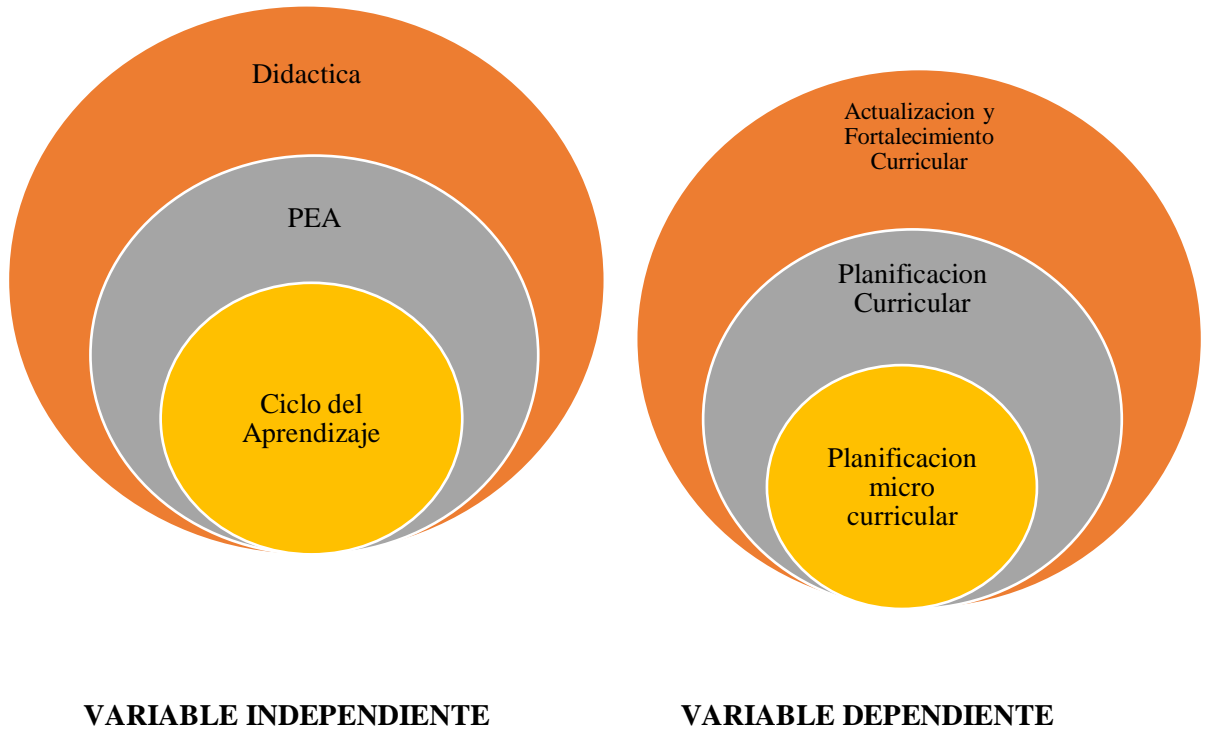 Didactica
PEA
Ciclo del
Aprendizaje
Actualizacion y
Fortalecimiento
Curricular
Planificacion
Curricular
Planificacion
micro
curricular
VARIABLE INDEPENDIENTE
VARIABLE DEPENDIENTE